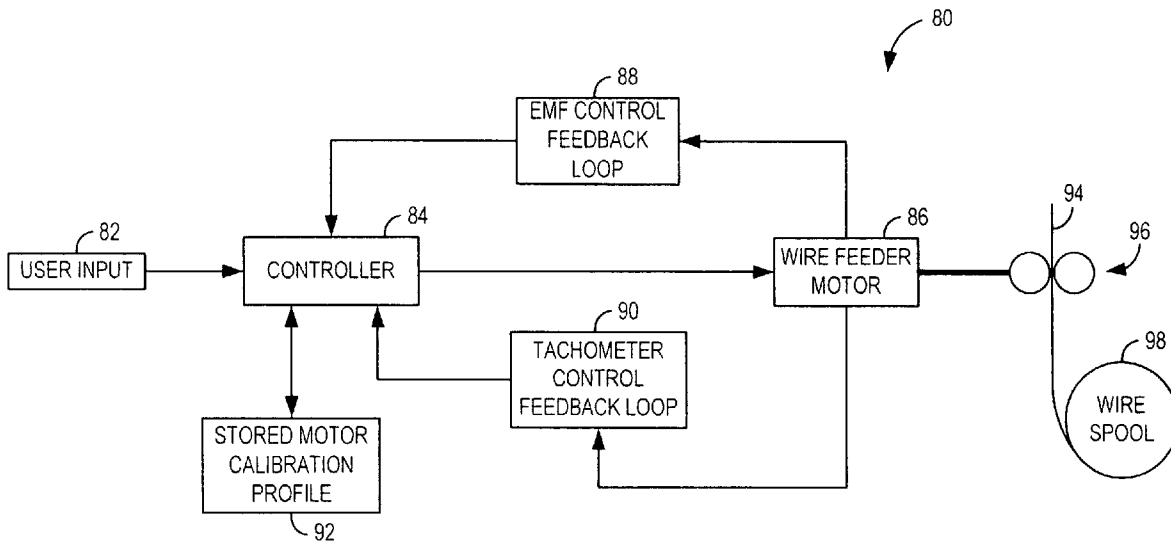 80
88
EMF CONTROL
FEEDBACK
LOOP
94
82
84
86
96
USER INPUT
CONTROLLER
WIRE FEEDER
MOTOR
90
TACHOMETER
CONTROL
FEEDBACK LOOP
98
WIRE
SPOOL
STORED MOTOR
CALIBRATION
PROFILE
92